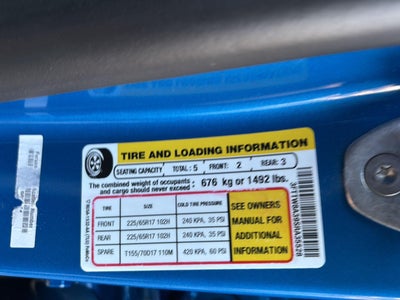 TIRE AND LOADING INFORMATION
SEATING CAPACITY TOTAL : 5 FRONT: 2 REAR: 3
The combined weight of occupants and cargo should never exceed : 676 kg or 1492 lbs.
TIRE SIZE COLD TIRE PRESSURE
FRONT 225/65R17 102H 240 KPA, 35 PSI
REAR 225/65R17 102H 240 KPA, 35 PSI
SPARE T155/70D17 110M 420 KPA, 60 PSI
SEE OWNERS
MANUAL FOR
ADDITIONAL
INFORMATION